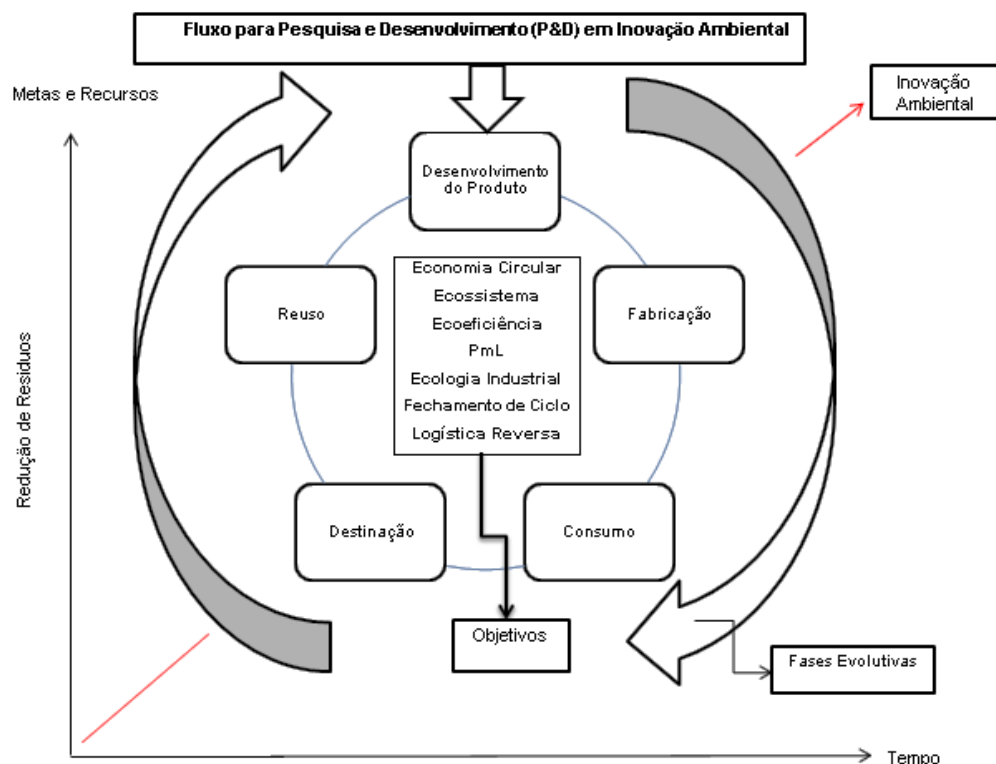 Fluxo para Pesquisa e Desenvolvimento (P&D) em Inovação Ambiental
Metas e Recursos
Inovação
Ambiental
Desenvolvimento
do Produto
Economia Circular
Ecossistema
Ecoeficiência
PmL
Ecologia Industrial
Fechamento de Ciclo
Logística Reversa
Reuso
Fabricação
Redução de Resíduos
Destinação
Consumo
Objetivos
Fases Evolutivas
Tempo